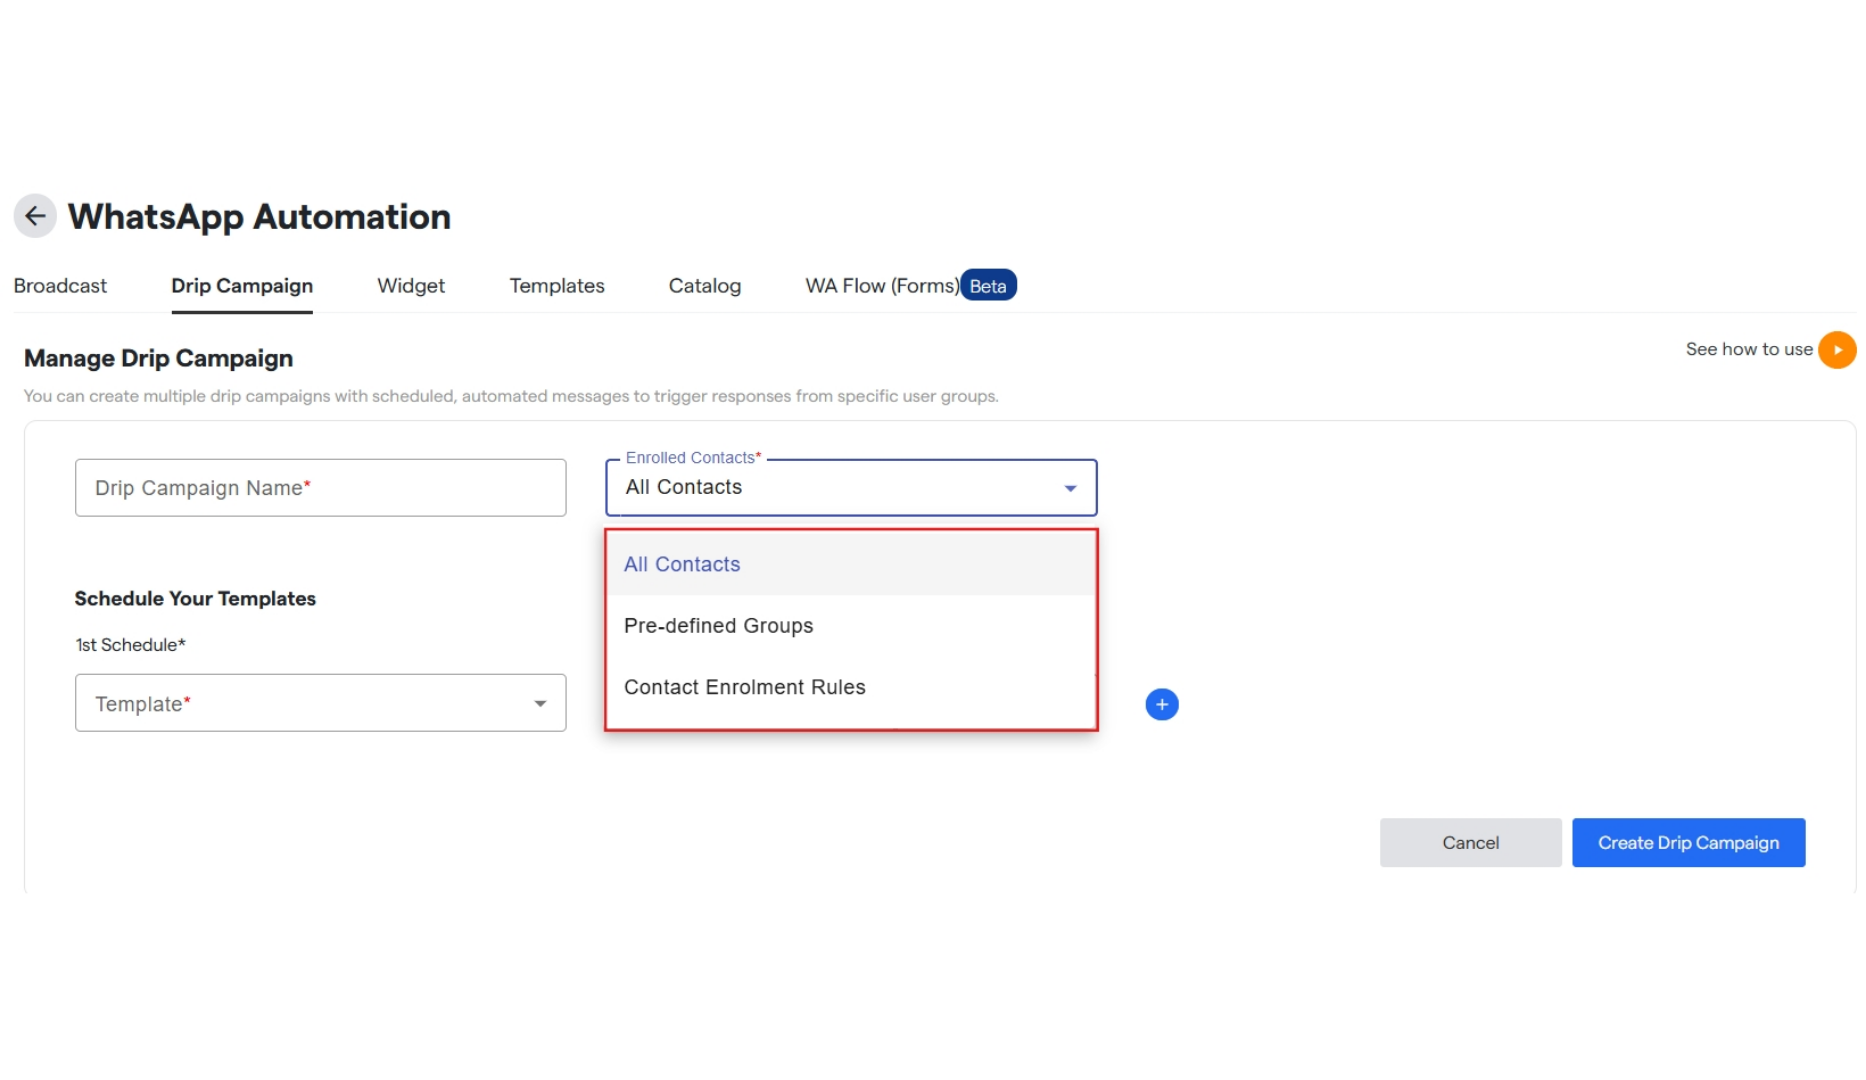 WhatsApp Automation
Broadcast Drip Campaign Widget Templates Catalog WA Flow (Forms) Beta
Manage Drip Campaign
See how to use
You can create multiple drip campaigns with scheduled, automated messages to trigger responses from specific user groups.
Enrolled Contacts*
Drip Campaign Name*
All Contacts
All Contacts
Pre-defined Groups
Contact Enrolment Rules
Schedule Your Templates
1st Schedule*
Template*
Cancel
Create Drip Campaign